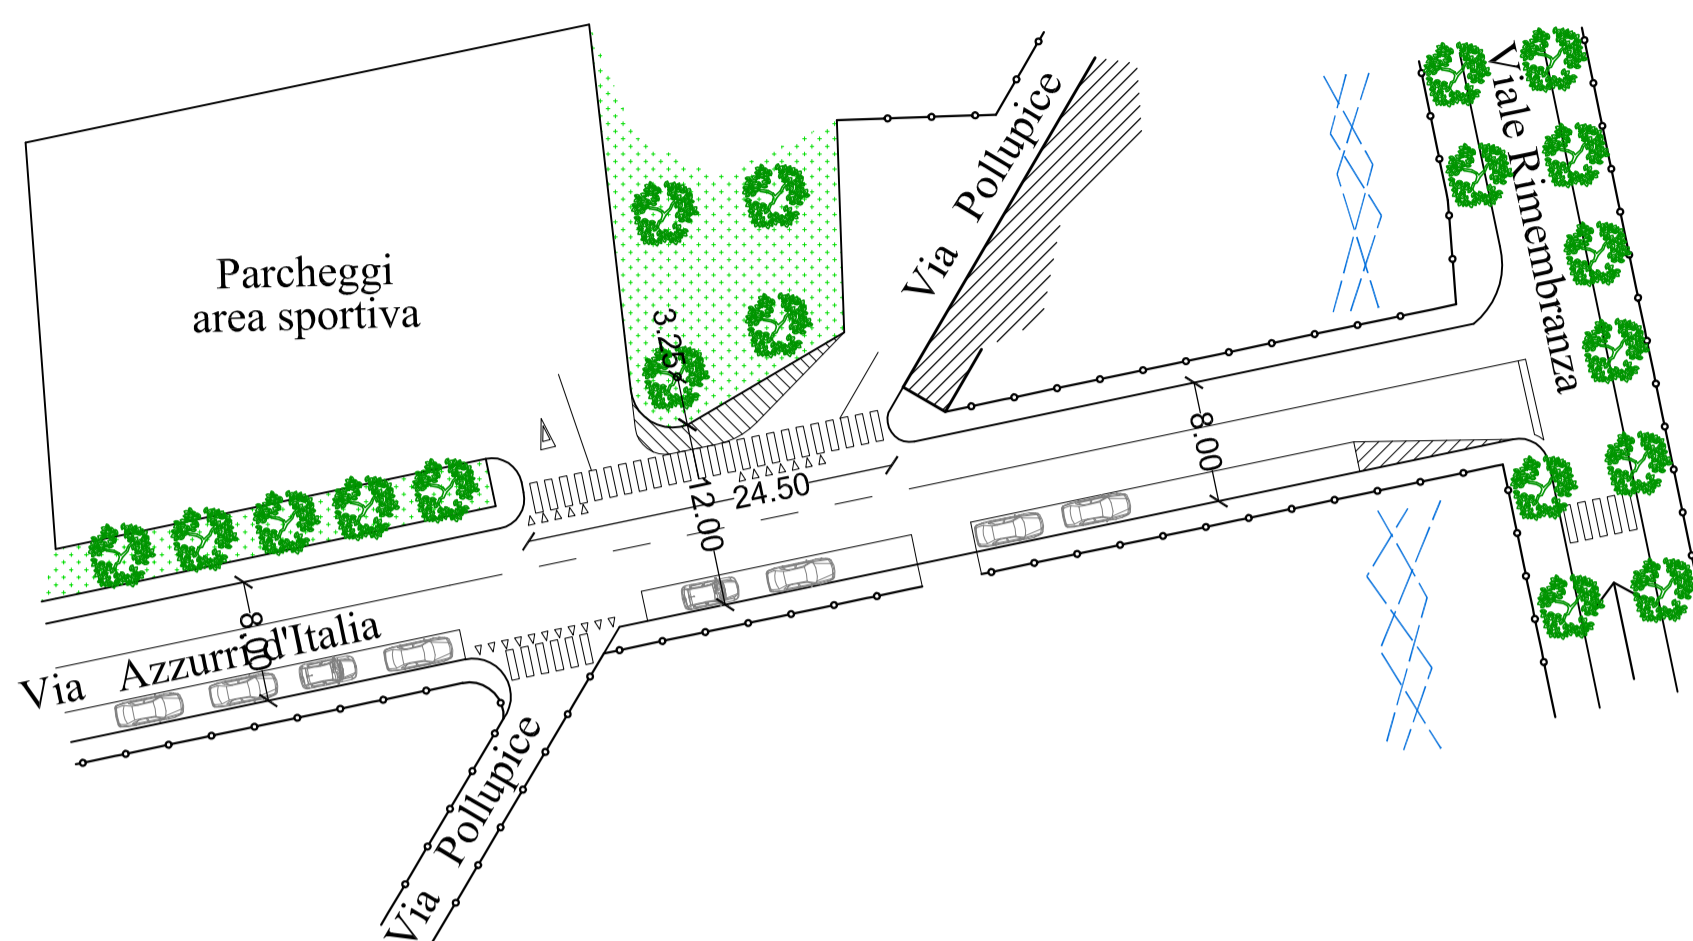 Parcheggi
area sportiva
Via Pollupice
Viale Rimembranza
3.25
12.00
24.50
8.00
8.00
Via Azzurri d'Italia
Via Pollupice